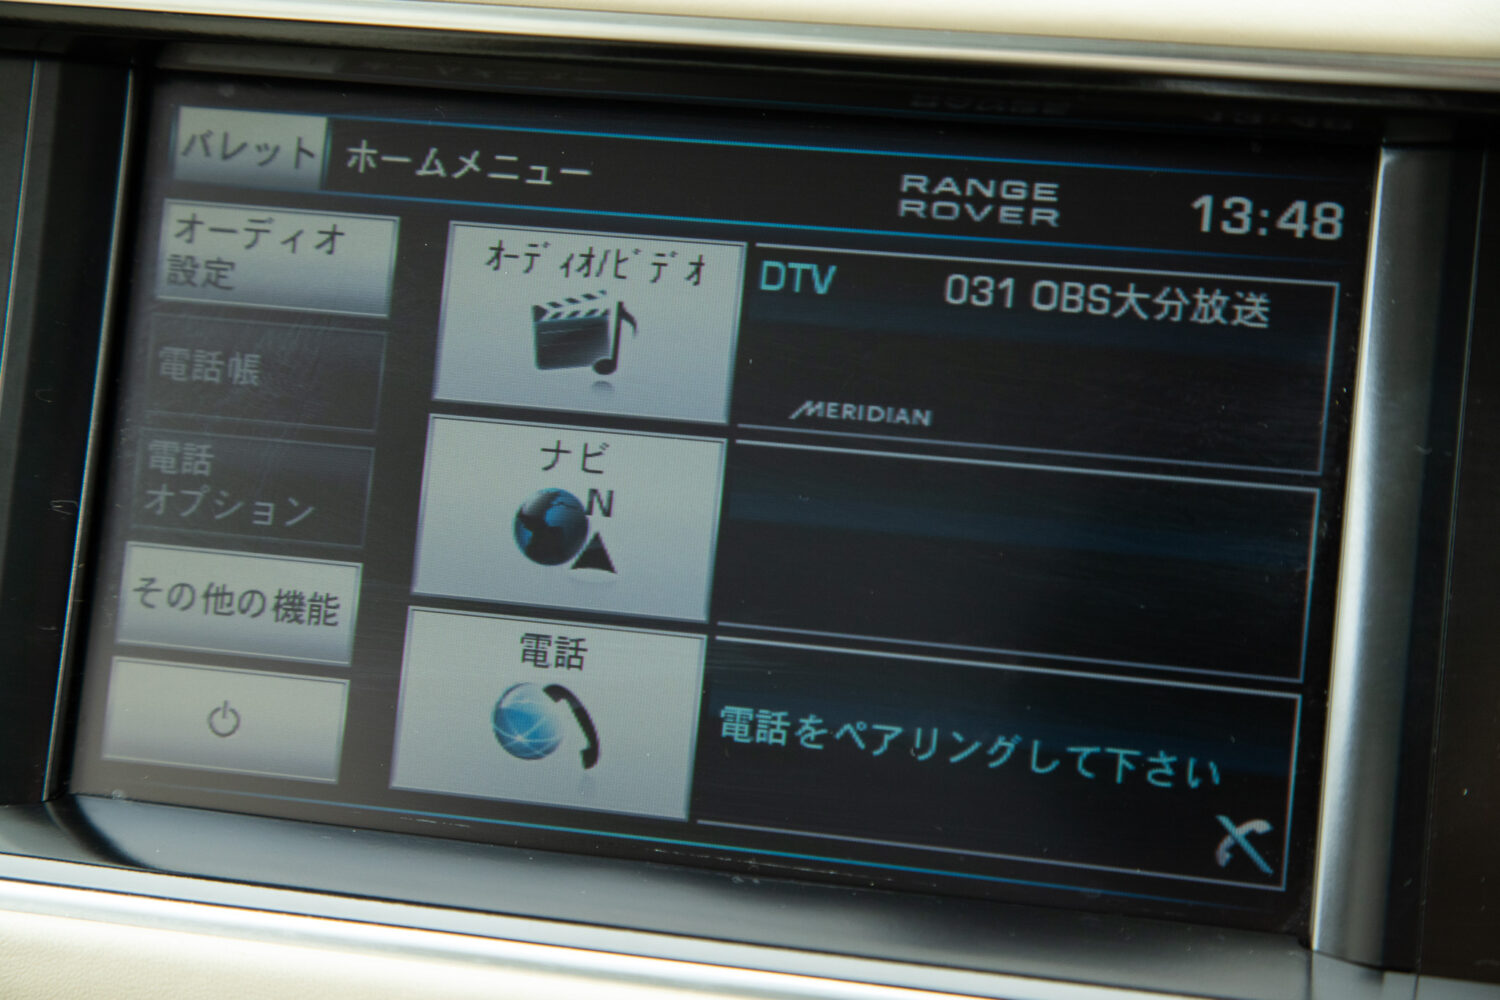 バレット
ホームメニュー
RANGE
ROVER
13:48
オーディオ
設定
電話帳
電話
オプション
その他の機能
オーディオ/ビデオ
DTV
031 OBS大分放送
MERIDIAN
ナビ
N
電話
電話をペアリングして下さい